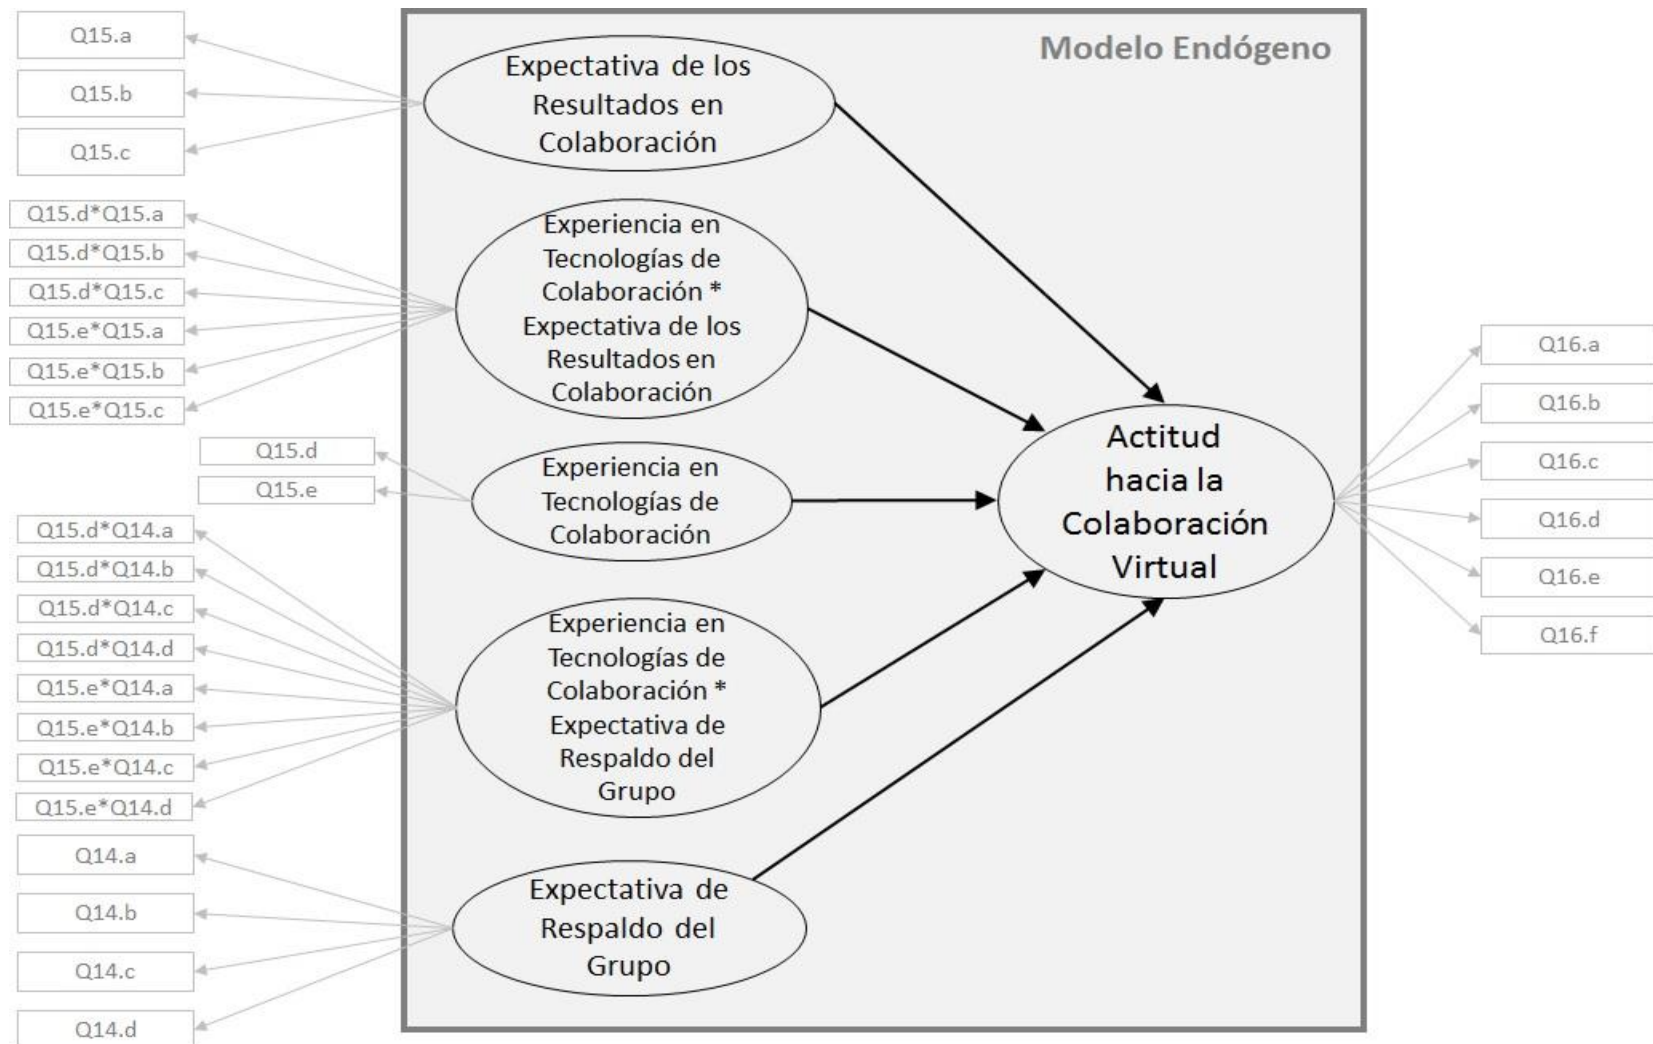 Modelo Endógeno
Q15.a
Q15.b
Q15.c
Expectativa de los
Resultados en
Colaboración
Q15.d*Q15.a
Q15.d*Q15.b
Q15.d*Q15.c
Q15.e*Q15.a
Q15.e*Q15.b
Q15.e*Q15.c
Experiencia en
Tecnologías de
Colaboración *
Expectativa de los
Resultados en
Colaboración
Q15.d
Q15.e
Experiencia en
Tecnologías de
Colaboración
Q15.d*Q14.a
Q15.d*Q14.b
Q15.d*Q14.c
Q15.d*Q14.d
Q15.e*Q14.a
Q15.e*Q14.b
Q15.e*Q14.c
Q15.e*Q14.d
Experiencia en
Tecnologías de
Colaboración *
Expectativa de
Respaldo del
Grupo
Q14.a
Q14.b
Q14.c
Q14.d
Expectativa de
Respaldo del
Grupo
Actitud
hacia la
Colaboración
Virtual
Q16.a
Q16.b
Q16.c
Q16.d
Q16.e
Q16.f